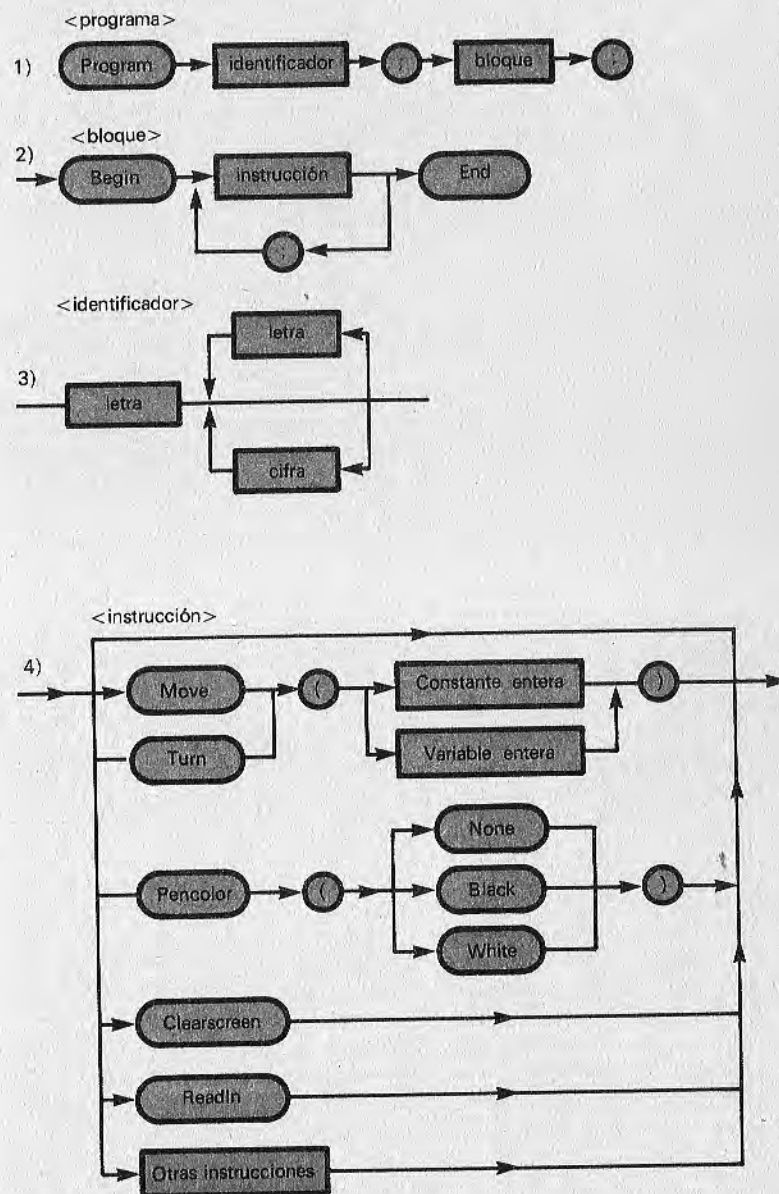 <programa>
1) Program identificador ; bloque ;
<bloque>
2) Begin instrucción End
;
<identificador>
letra
3) letra
cifra
<instrucción>
4) Move ( Constante entera )
Turn Variable entera
None
Pencolor ( Black )
White
Clearscreen
Readln
Otras instrucciones